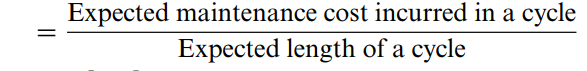 = Expected maintenance cost incurred in a cycle
Expected length of a cycle